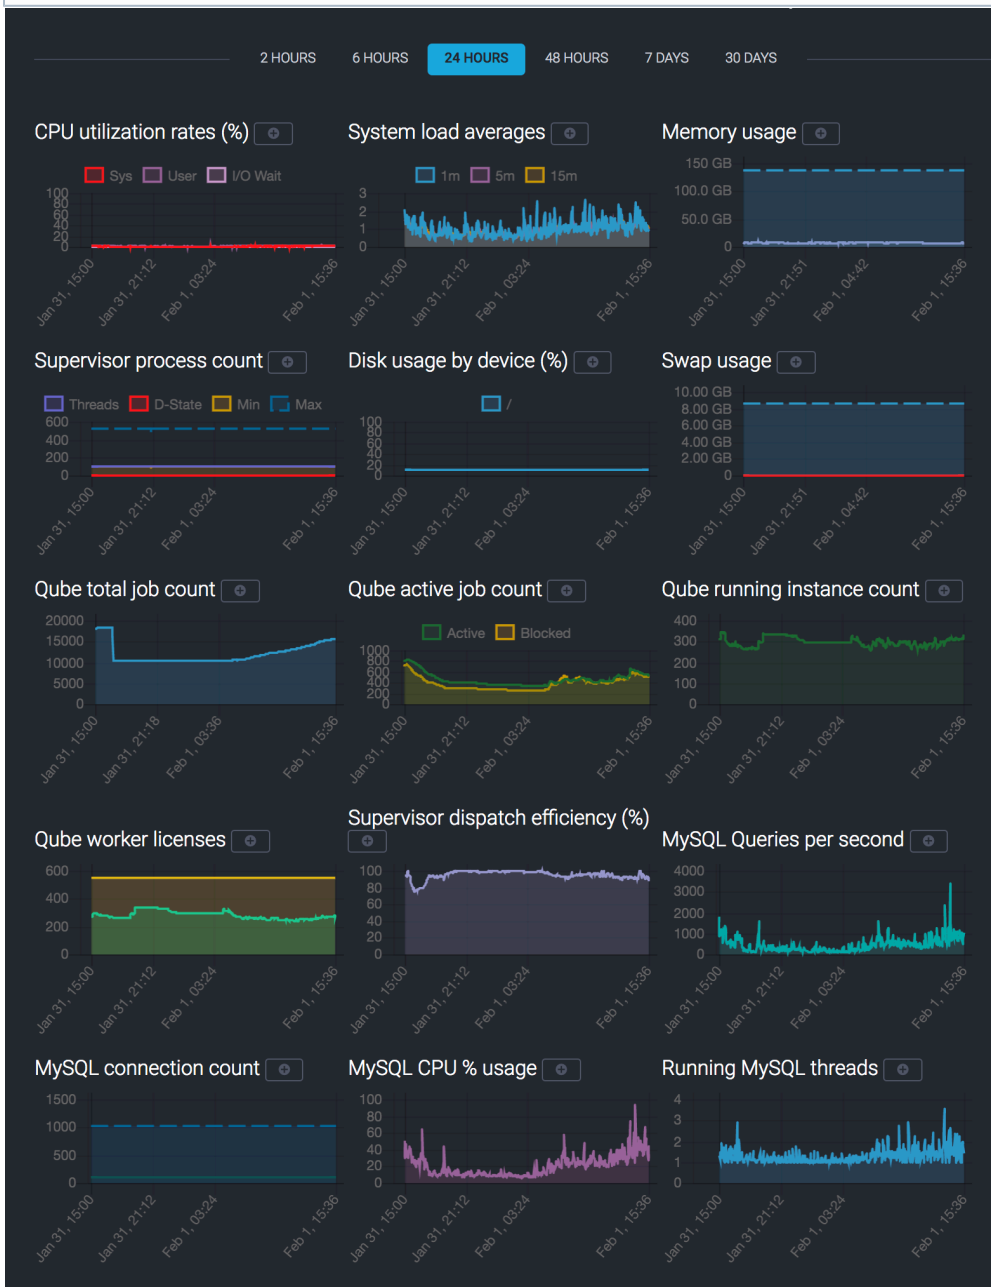 2 HOURS 6 HOURS 24 HOURS 48 HOURS 7 DAYS 30 DAYS
CPU utilization rates (%)
Sys User I/O Wait
100
80
60
40
20
0
Jan 31, 15:00 Jan 31, 21:12 Feb 1, 03:24 Feb 1, 15:36
System load averages
1m 5m 15m
3
2
1
0
Jan 31, 15:00 Jan 31, 21:12 Feb 1, 03:24 Feb 1, 15:36
Memory usage
150 GB
100.0 GB
50.0 GB
0
Jan 31, 15:00 Jan 31, 21:51 Feb 1, 04:42 Feb 1, 15:36
Supervisor process count
Threads D-State Min Max
600
400
200
0
Jan 31, 15:00 Jan 31, 21:12 Feb 1, 03:24 Feb 1, 15:36
Disk usage by device (%)
/
100
80
60
40
20
0
Jan 31, 15:00 Jan 31, 21:12 Feb 1, 03:24 Feb 1, 15:36
Swap usage
10.00 GB
8.00 GB
6.00 GB
4.00 GB
2.00 GB
0
Jan 31, 15:00 Jan 31, 21:51 Feb 1, 04:42 Feb 1, 15:36
Qube total job count
20000
15000
10000
5000
0
Jan 31, 15:00 Jan 31, 21:18 Feb 1, 03:36 Feb 1, 15:36
Qube active job count
Active Blocked
1000
800
600
400
200
0
Jan 31, 15:00 Jan 31, 21:12 Feb 1, 03:24 Feb 1, 15:36
Qube running instance count
400
300
200
100
0
Jan 31, 15:00 Jan 31, 21:12 Feb 1, 03:24 Feb 1, 15:36
Qube worker licenses
600
400
200
0
Jan 31, 15:00 Jan 31, 21:12 Feb 1, 03:24 Feb 1, 15:36
Supervisor dispatch efficiency (%)
100
80
60
40
20
0
Jan 31, 15:00 Jan 31, 21:12 Feb 1, 03:24 Feb 1, 15:36
MySQL Queries per second
4000
3000
2000
1000
0
Jan 31, 15:00 Jan 31, 21:12 Feb 1, 03:24 Feb 1, 15:36
MySQL connection count
1500
1000
500
0
Jan 31, 15:00 Jan 31, 21:12 Feb 1, 03:24 Feb 1, 15:36
MySQL CPU % usage
100
80
60
40
20
0
Jan 31, 15:00 Jan 31, 21:12 Feb 1, 03:24 Feb 1, 15:36
Running MySQL threads
4
3
2
1
0
Jan 31, 15:00 Jan 31, 21:12 Feb 1, 03:24 Feb 1, 15:36